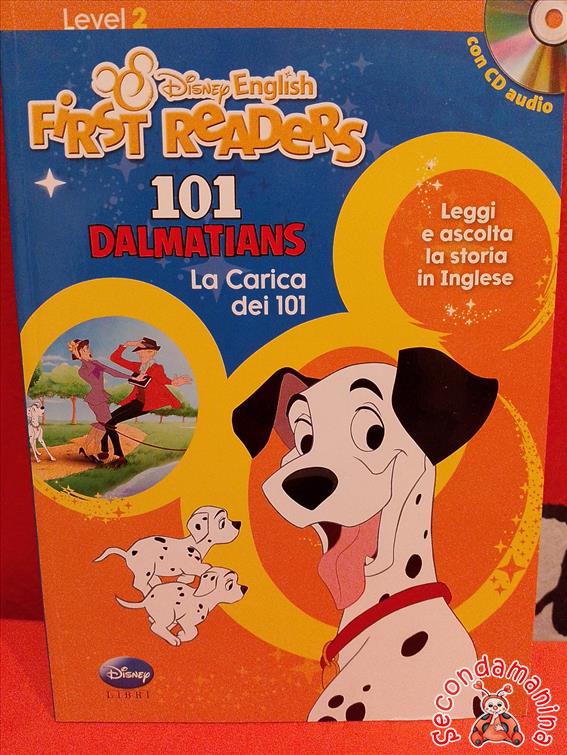 Level 2
con CD audio
Disney English
FIRST READERS
101
DALMATIANS
La Carica
dei 101
Leggi
e ascolta
la storia
in Inglese
Disney
LIBRI
secondamanina